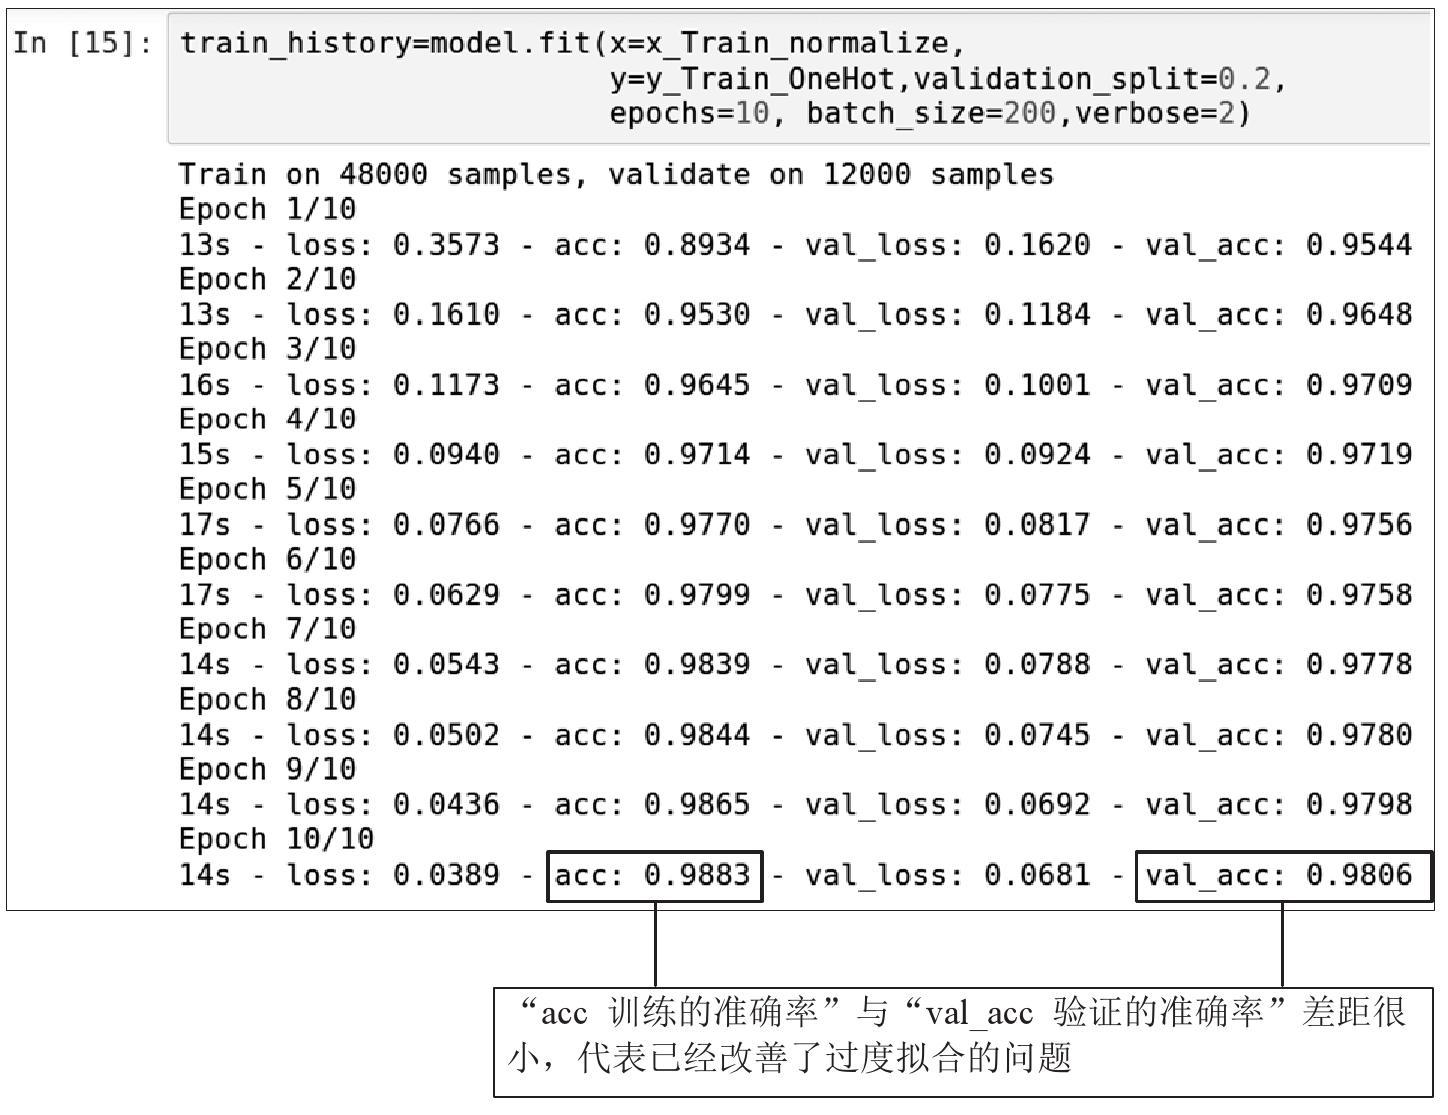 In [15]: train_history=model.fit(x=x_Train_normalize,
y=y_Train_OneHot,validation_split=0.2,
epochs=10, batch_size=200,verbose=2)
Train on 48000 samples, validate on 12000 samples
Epoch 1/10
13s - loss: 0.3573 - acc: 0.8934 - val_loss: 0.1620 - val_acc: 0.9544
Epoch 2/10
13s - loss: 0.1610 - acc: 0.9530 - val_loss: 0.1184 - val_acc: 0.9648
Epoch 3/10
16s - loss: 0.1173 - acc: 0.9645 - val_loss: 0.1001 - val_acc: 0.9709
Epoch 4/10
15s - loss: 0.0940 - acc: 0.9714 - val_loss: 0.0924 - val_acc: 0.9719
Epoch 5/10
17s - loss: 0.0766 - acc: 0.9770 - val_loss: 0.0817 - val_acc: 0.9756
Epoch 6/10
17s - loss: 0.0629 - acc: 0.9799 - val_loss: 0.0775 - val_acc: 0.9758
Epoch 7/10
14s - loss: 0.0543 - acc: 0.9839 - val_loss: 0.0788 - val_acc: 0.9778
Epoch 8/10
14s - loss: 0.0502 - acc: 0.9844 - val_loss: 0.0745 - val_acc: 0.9780
Epoch 9/10
14s - loss: 0.0436 - acc: 0.9865 - val_loss: 0.0692 - val_acc: 0.9798
Epoch 10/10
14s - loss: 0.0389 - acc: 0.9883 - val_loss: 0.0681 - val_acc: 0.9806
“acc 训练的准确率”与“val_acc 验证的准确率”差距很
小，代表已经改善了过度拟合的问题